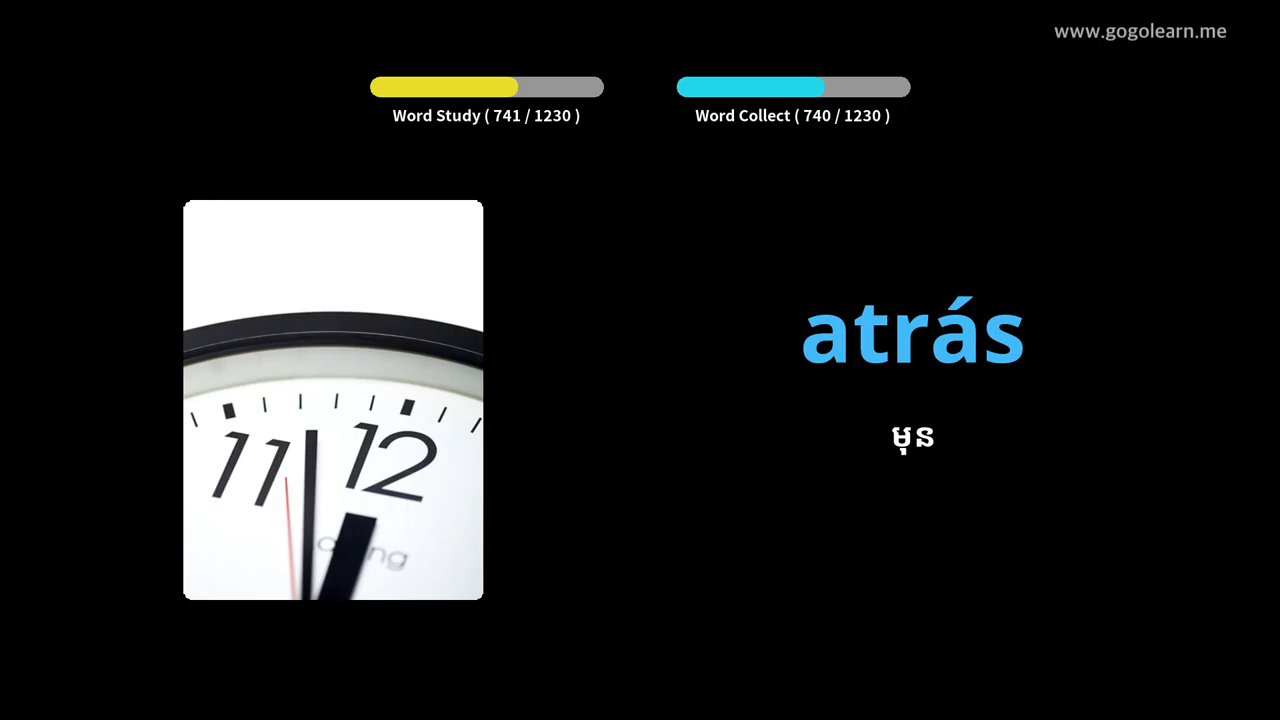 www.gogolearn.me
Word Study ( 741 / 1230 )
Word Collect ( 740 / 1230 )
11 12
atrás
មុន